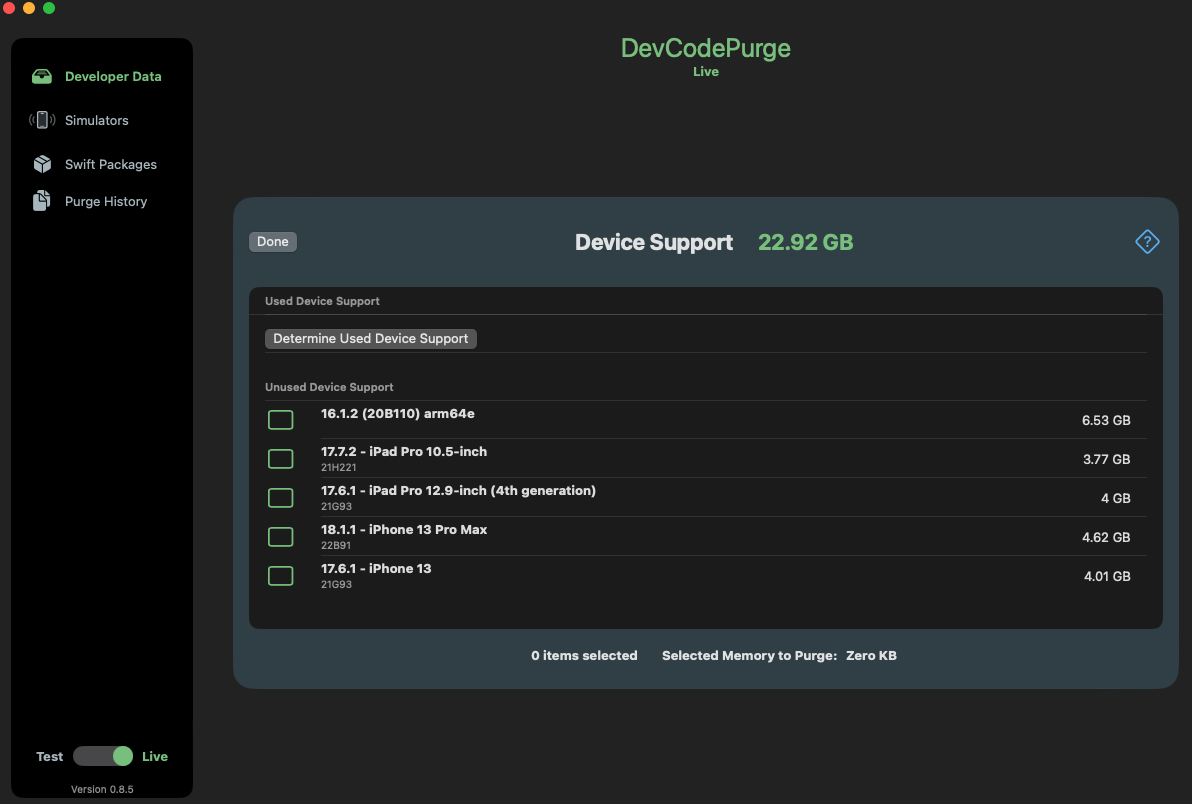 DevCodePurge
Live
Developer Data
Simulators
Swift Packages
Purge History
Done
Device Support 22.92 GB
?
Used Device Support
Determine Used Device Support
Unused Device Support
16.1.2 (20B110) arm64e 6.53 GB
17.7.2 - iPad Pro 10.5-inch 3.77 GB
21H221
17.6.1 - iPad Pro 12.9-inch (4th generation) 4 GB
21G93
18.1.1 - iPhone 13 Pro Max 4.62 GB
22B91
17.6.1 - iPhone 13 4.01 GB
21G93
0 items selected Selected Memory to Purge: Zero KB
Test Live
Version 0.8.5